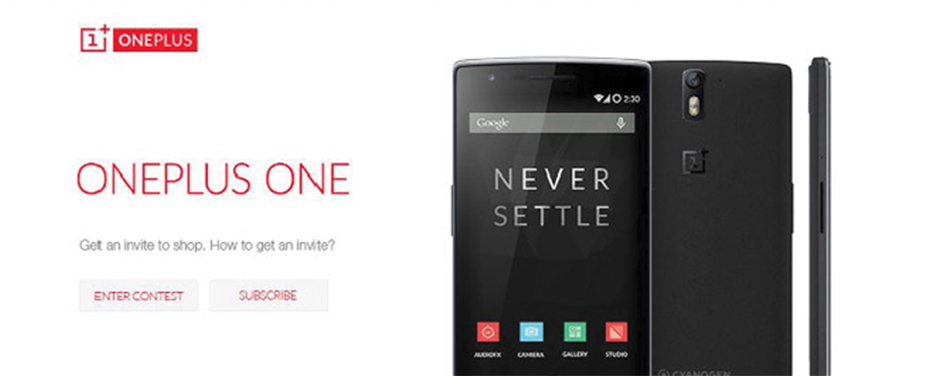 1+ ONEPLUS
ONEPLUS ONE
Get an invite to shop. How to get an invite?
ENTER CONTEST
SUBSCRIBE
2:30
Google
NEVER
SETTLE
AUDIOFX
CAMERA
GALLERY
STUDIO
1+
CYANOGEN